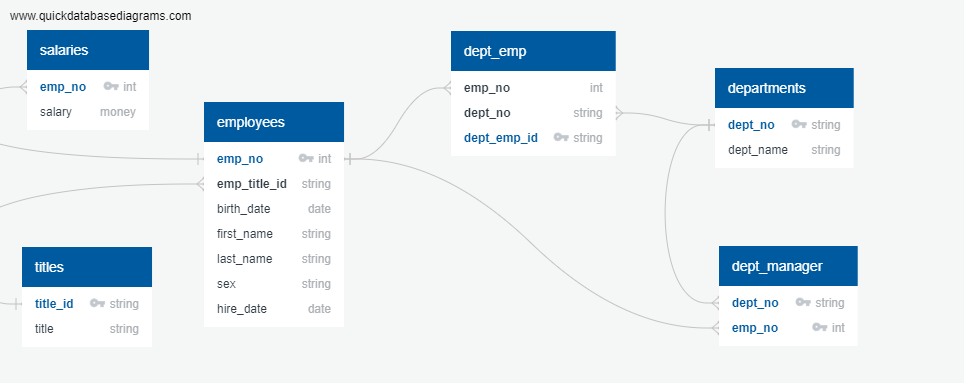 www.quickdatabasediagrams.com
salaries
emp_no int
salary money
employees
emp_no int
emp_title_id string
birth_date date
first_name string
last_name string
sex string
hire_date date
titles
title_id string
title string
dept_emp
emp_no int
dept_no string
dept_emp_id string
departments
dept_no string
dept_name string
dept_manager
dept_no string
emp_no int